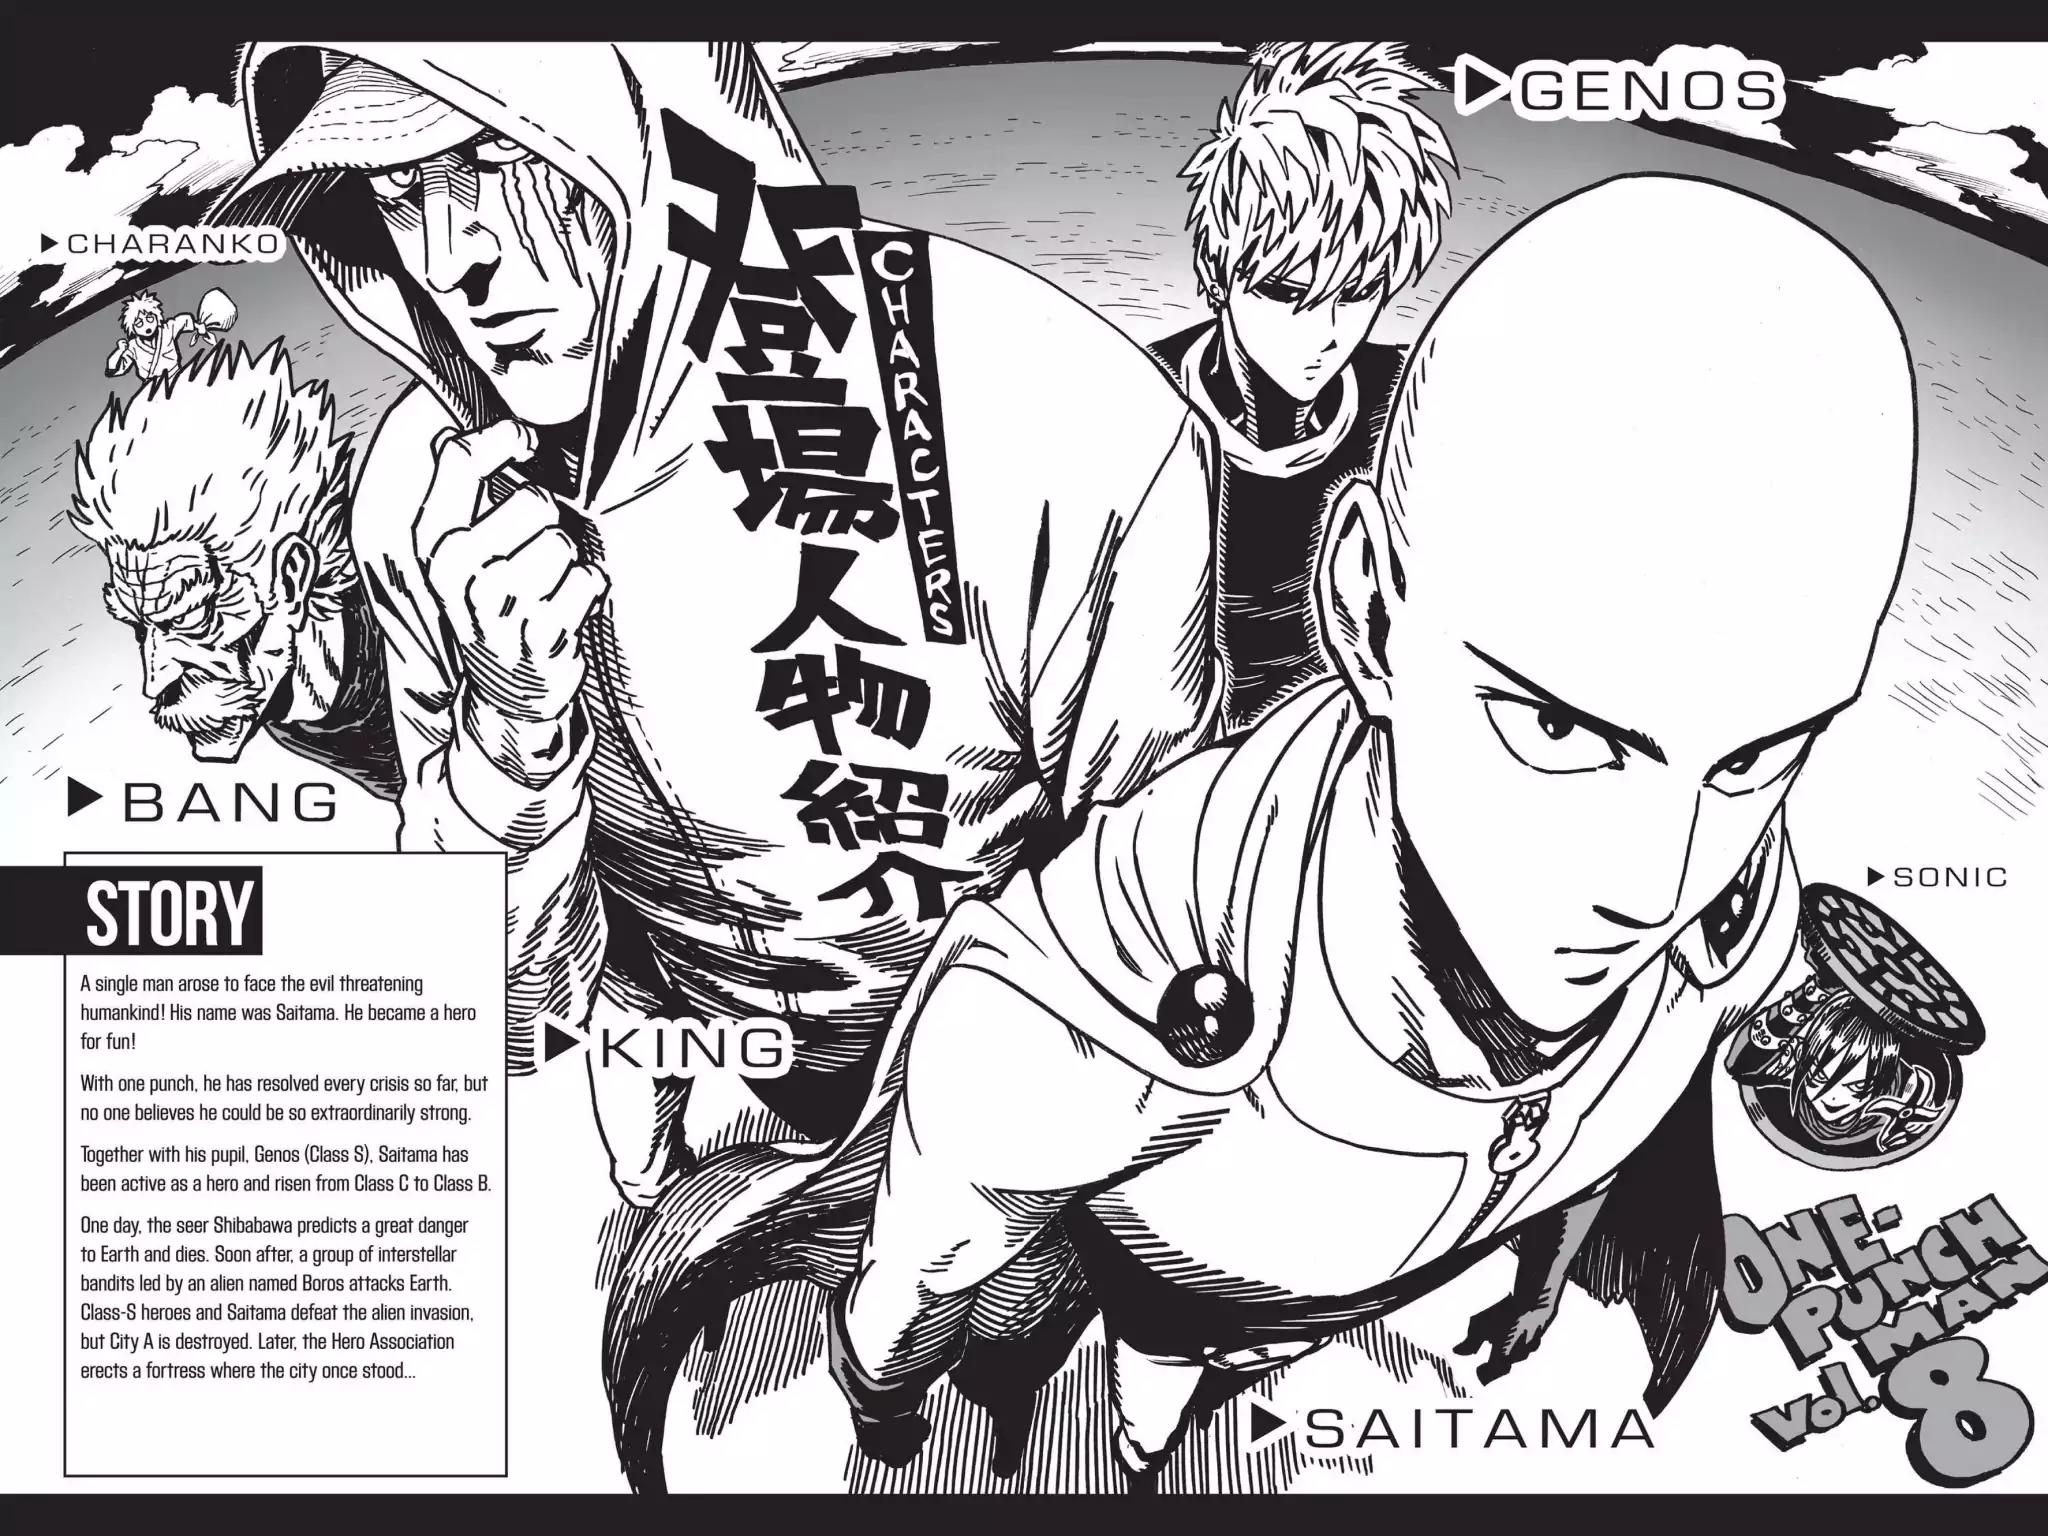 GENOS
CHARANKO
登場人物紹介
CHARACTERS
BANG
SONIC
STORY
A single man arose to face the evil threatening
humankind! His name was Saitama. He became a hero
for fun!
With one punch, he has resolved every crisis so far, but
no one believes he could be so extraordinarily strong.
Together with his pupil, Genos (Class S), Saitama has
been active as a hero and risen from Class C to Class B.
One day, the seer Shibabawa predicts a great danger
to Earth and dies. Soon after, a group of interstellar
bandits led by an alien named Boros attacks Earth.
Class-S heroes and Saitama defeat the alien invasion,
but City A is destroyed. Later, the Hero Association
erects a fortress where the city once stood...
KING
SAITAMA
ONE-
PUNCH
MAN
Vol. 8